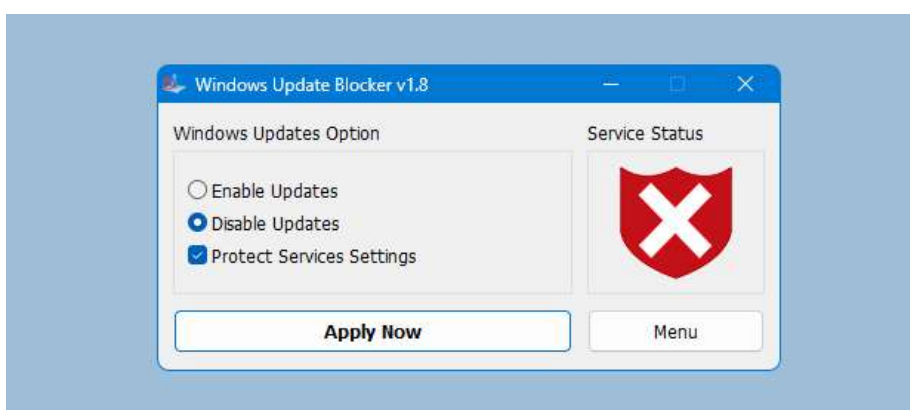 Windows Update Blocker v1.8
Windows Updates Option
Service Status
Enable Updates
Disable Updates
Protect Services Settings
Apply Now
Menu